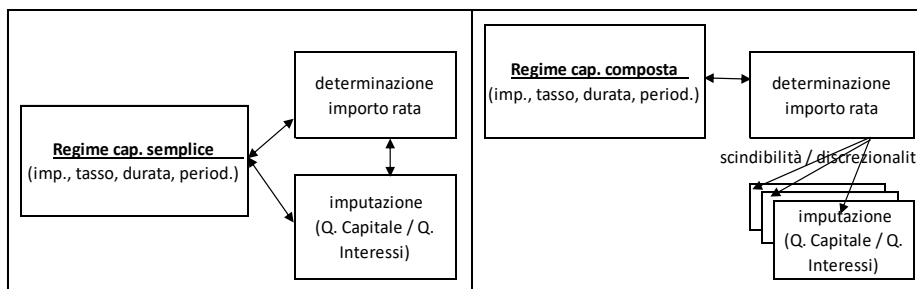 Regime cap. semplice
(imp., tasso, durata, period.)
determinazione
importo rata
imputazione
(Q. Capitale / Q.
Interessi)
Regime cap. composta
(imp., tasso, durata, period.)
determinazione
importo rata
scindibilità / discrezionalit
imputazione
(Q. Capitale / Q.
Interessi)